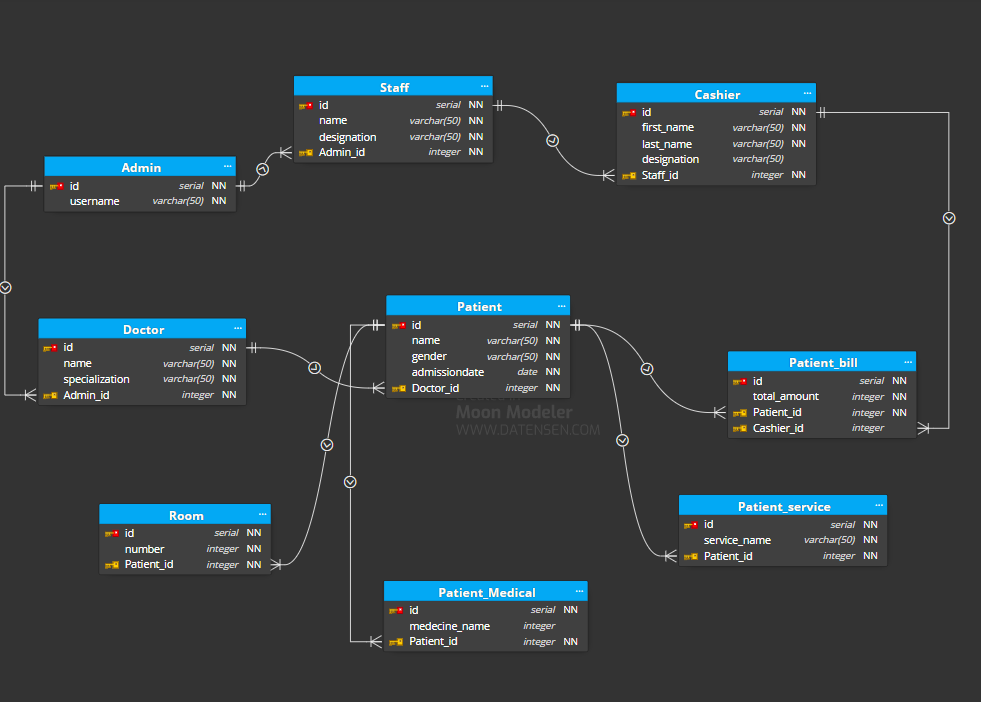 Staff ...
id serial NN
name varchar(50) NN
designation varchar(50) NN
Admin_id integer NN
Cashier ...
id serial NN
first_name varchar(50) NN
last_name varchar(50) NN
designation varchar(50)
Staff_id integer NN
Admin ...
id serial NN
username varchar(50) NN
Doctor ...
id serial NN
name varchar(50) NN
specialization varchar(50) NN
Admin_id integer NN
Patient ...
id serial NN
name varchar(50) NN
gender varchar(50) NN
admissiondate date NN
Doctor_id integer NN
Moon Modeler
WWW.DATENSEN.COM
Patient_bill ...
id serial NN
total_amount integer NN
Patient_id integer NN
Cashier_id integer
Room ...
id serial NN
number integer NN
Patient_id integer NN
Patient_service ...
id serial NN
service_name varchar(50) NN
Patient_id integer NN
Patient_Medical ...
id serial NN
medecine_name integer
Patient_id integer NN